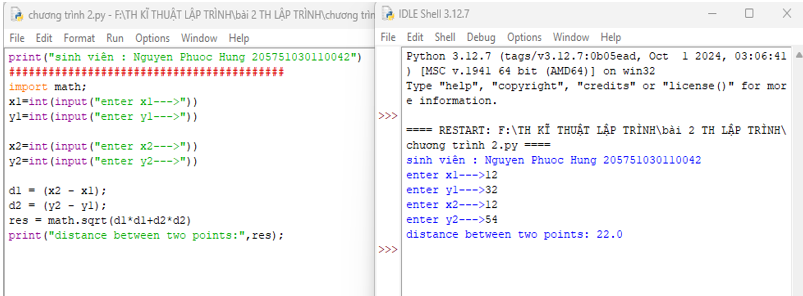 chương trình 2.py - F:\TH KĨ THUẬT LẬP TRÌNH\bài 2 TH LẬP TRÌNH\chương trình
File Edit Format Run Options Window Help
print("sinh viên : Nguyen Phuoc Hung 205751030110042")
##########################################
import math;
x1=int(input("enter x1--->"))
y1=int(input("enter y1--->"))
x2=int(input("enter x2--->"))
y2=int(input("enter y2--->"))
d1 = (x2 - x1);
d2 = (y2 - y1);
res = math.sqrt(d1*d1+d2*d2)
print("distance between two points:",res);
IDLE Shell 3.12.7
File Edit Shell Debug Options Window Help
Python 3.12.7 (tags/v3.12.7:0b05ead, Oct 1 2024, 03:06:41
) [MSC v.1941 64 bit (AMD64)] on win32
Type "help", "copyright", "credits" or "license()" for mor
e information.
>>>
==== RESTART: F:\TH KĨ THUẬT LẬP TRÌNH\bài 2 TH LẬP TRÌNH\
chương trình 2.py ====
sinh viên : Nguyen Phuoc Hung 205751030110042
enter x1--->12
enter y1--->32
enter x2--->12
enter y2--->54
distance between two points: 22.0
>>>